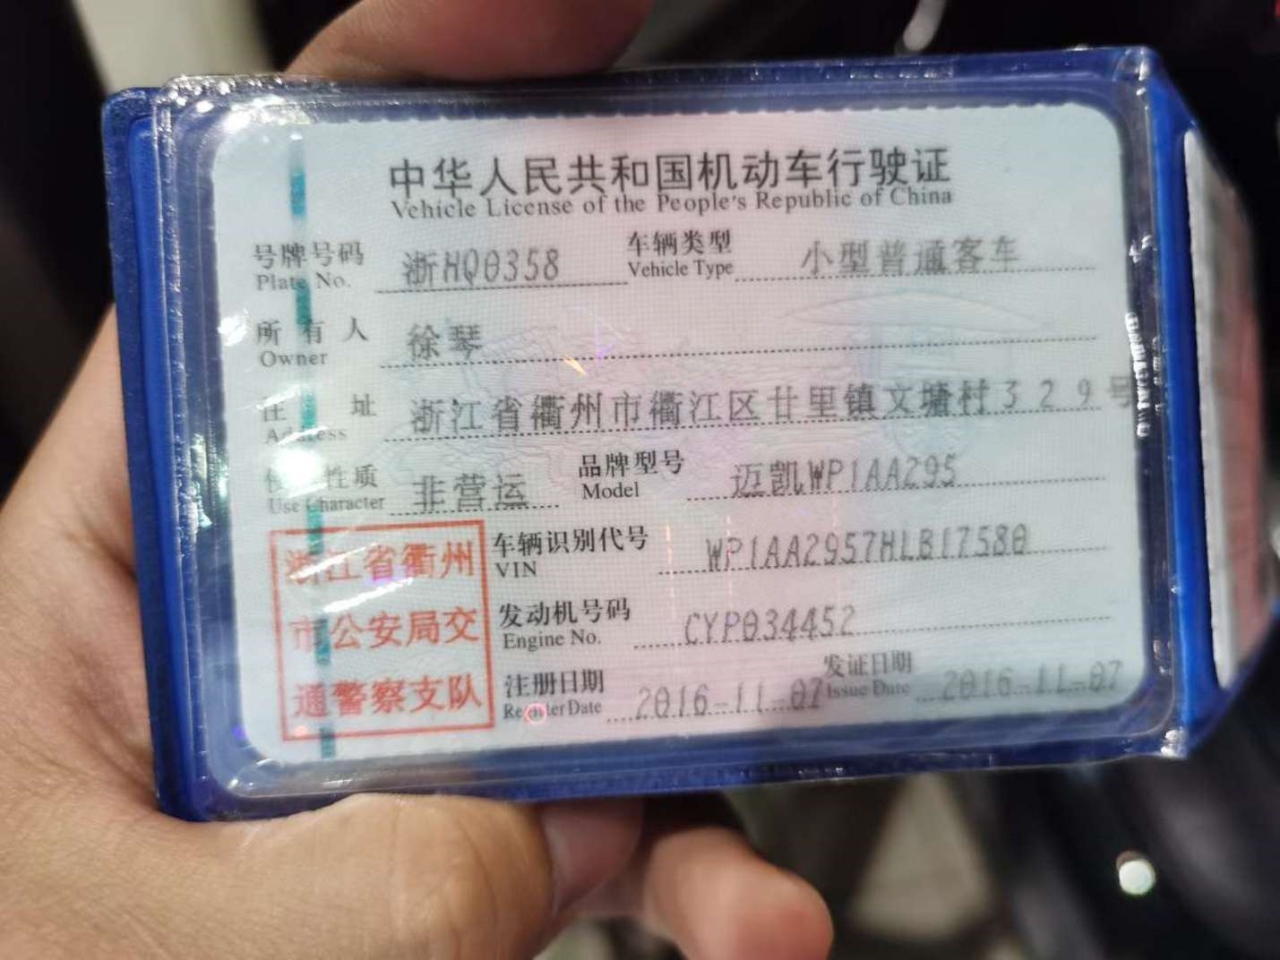 中华人民共和国机动车行驶证
Vehicle License of the People's Republic of China
号牌号码 浙HQ0358 车辆类型 小型普通客车
Plate No. Vehicle Type
所有人 徐琴
Owner
住址 浙江省衢州市衢江区廿里镇文塘村329号
Address
使用性质 非营运 品牌型号 迈凯WP1AA295
Use Character Model
浙江省衢州
市公安局交
通警察支队
车辆识别代号 WP1AA2957HLB17580
VIN
发动机号码 CYP034452
Engine No.
注册日期 2016-11-07 发证日期 2016-11-07
Register Date Issue Date